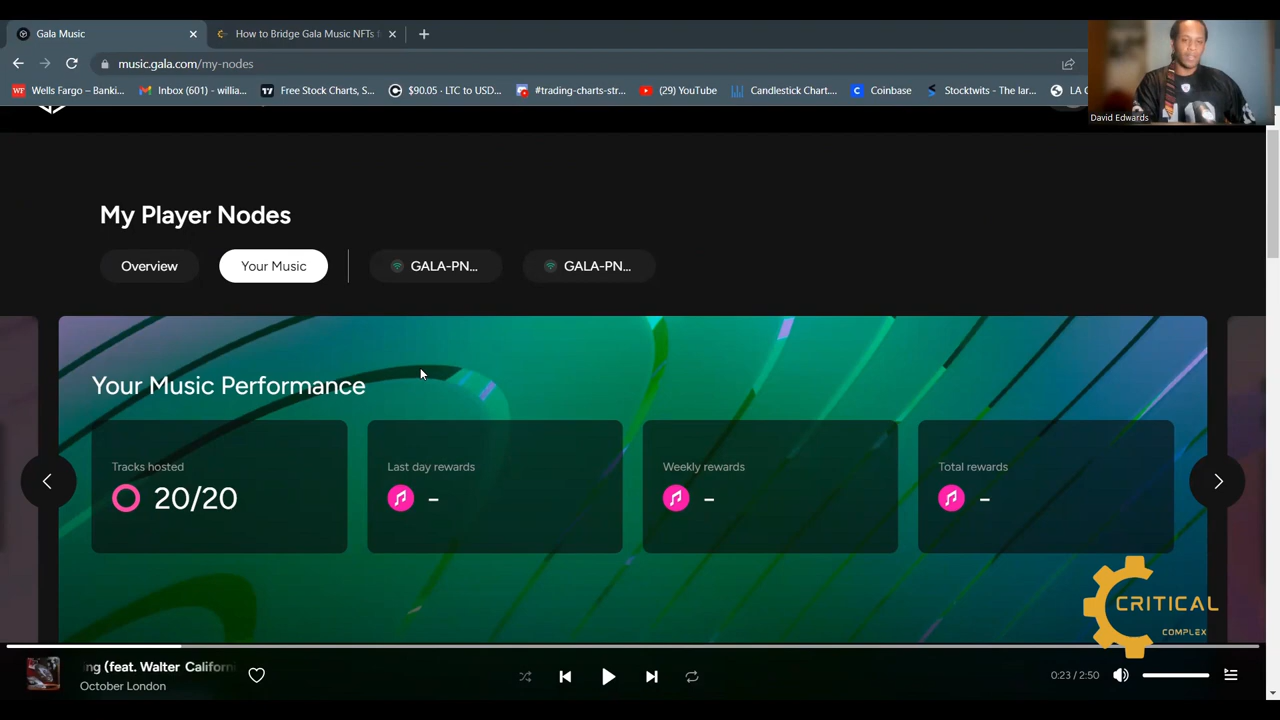 Gala Music
How to Bridge Gala Music NFTs
music.gala.com/my-nodes
Wells Fargo – Banki...
Inbox (601) - willia...
Free Stock Charts, S...
$90.05 · LTC to USD...
#trading-charts-str...
(29) YouTube
Candlestick Chart....
Coinbase
Stocktwits - The lar...
LA C
David Edwards
My Player Nodes
Overview
Your Music
GALA-PN...
GALA-PN...
Your Music Performance
Tracks hosted
20/20
Last day rewards
–
Weekly rewards
–
Total rewards
–
CRITICAL
COMPLEX
ing (feat. Walter Californi
October London
0:23 / 2:50